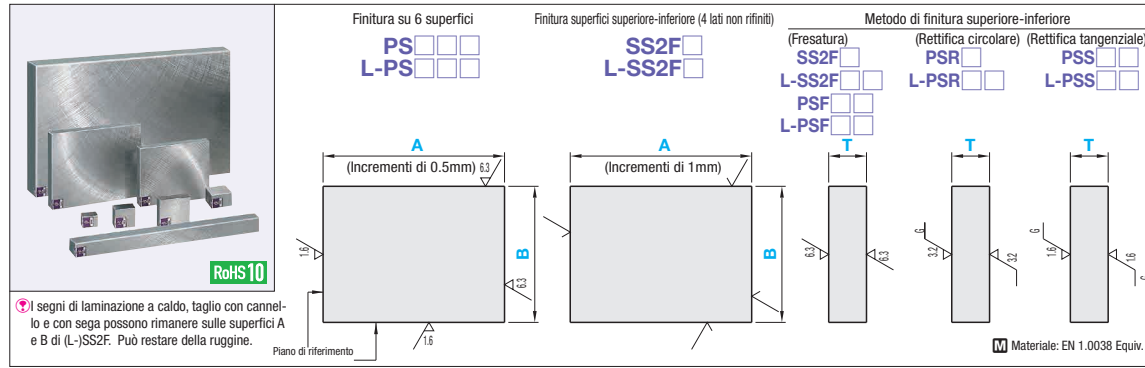 Finitura su 6 superfici
PS□□□
L-PS□□□
Finitura superfici superiore-inferiore (4 lati non rifiniti)
SS2F□
L-SS2F□
Metodo di finitura superiore-inferiore
(Fresatura)
SS2F□
L-SS2F□□
PSF□□
L-PSF□□
(Rettifica circolare)
PSR□
L-PSR□□
(Rettifica tangenziale)
PSS□□
L-PSS□□
A
(Incrementi di 0.5mm)
6.3
1.6
B
6.3
1.6
Piano di riferimento
A
(Incrementi di 1mm)
B
T
6.3
6.3
T
G
3.2
3.2
T
G
1.6
1.6
G
RoHS10
I segni di laminazione a caldo, taglio con cannel-
lo e con sega possono rimanere sulle superfici A
e B di (L-)SS2F. Può restare della ruggine.
M Materiale: EN 1.0038 Equiv.